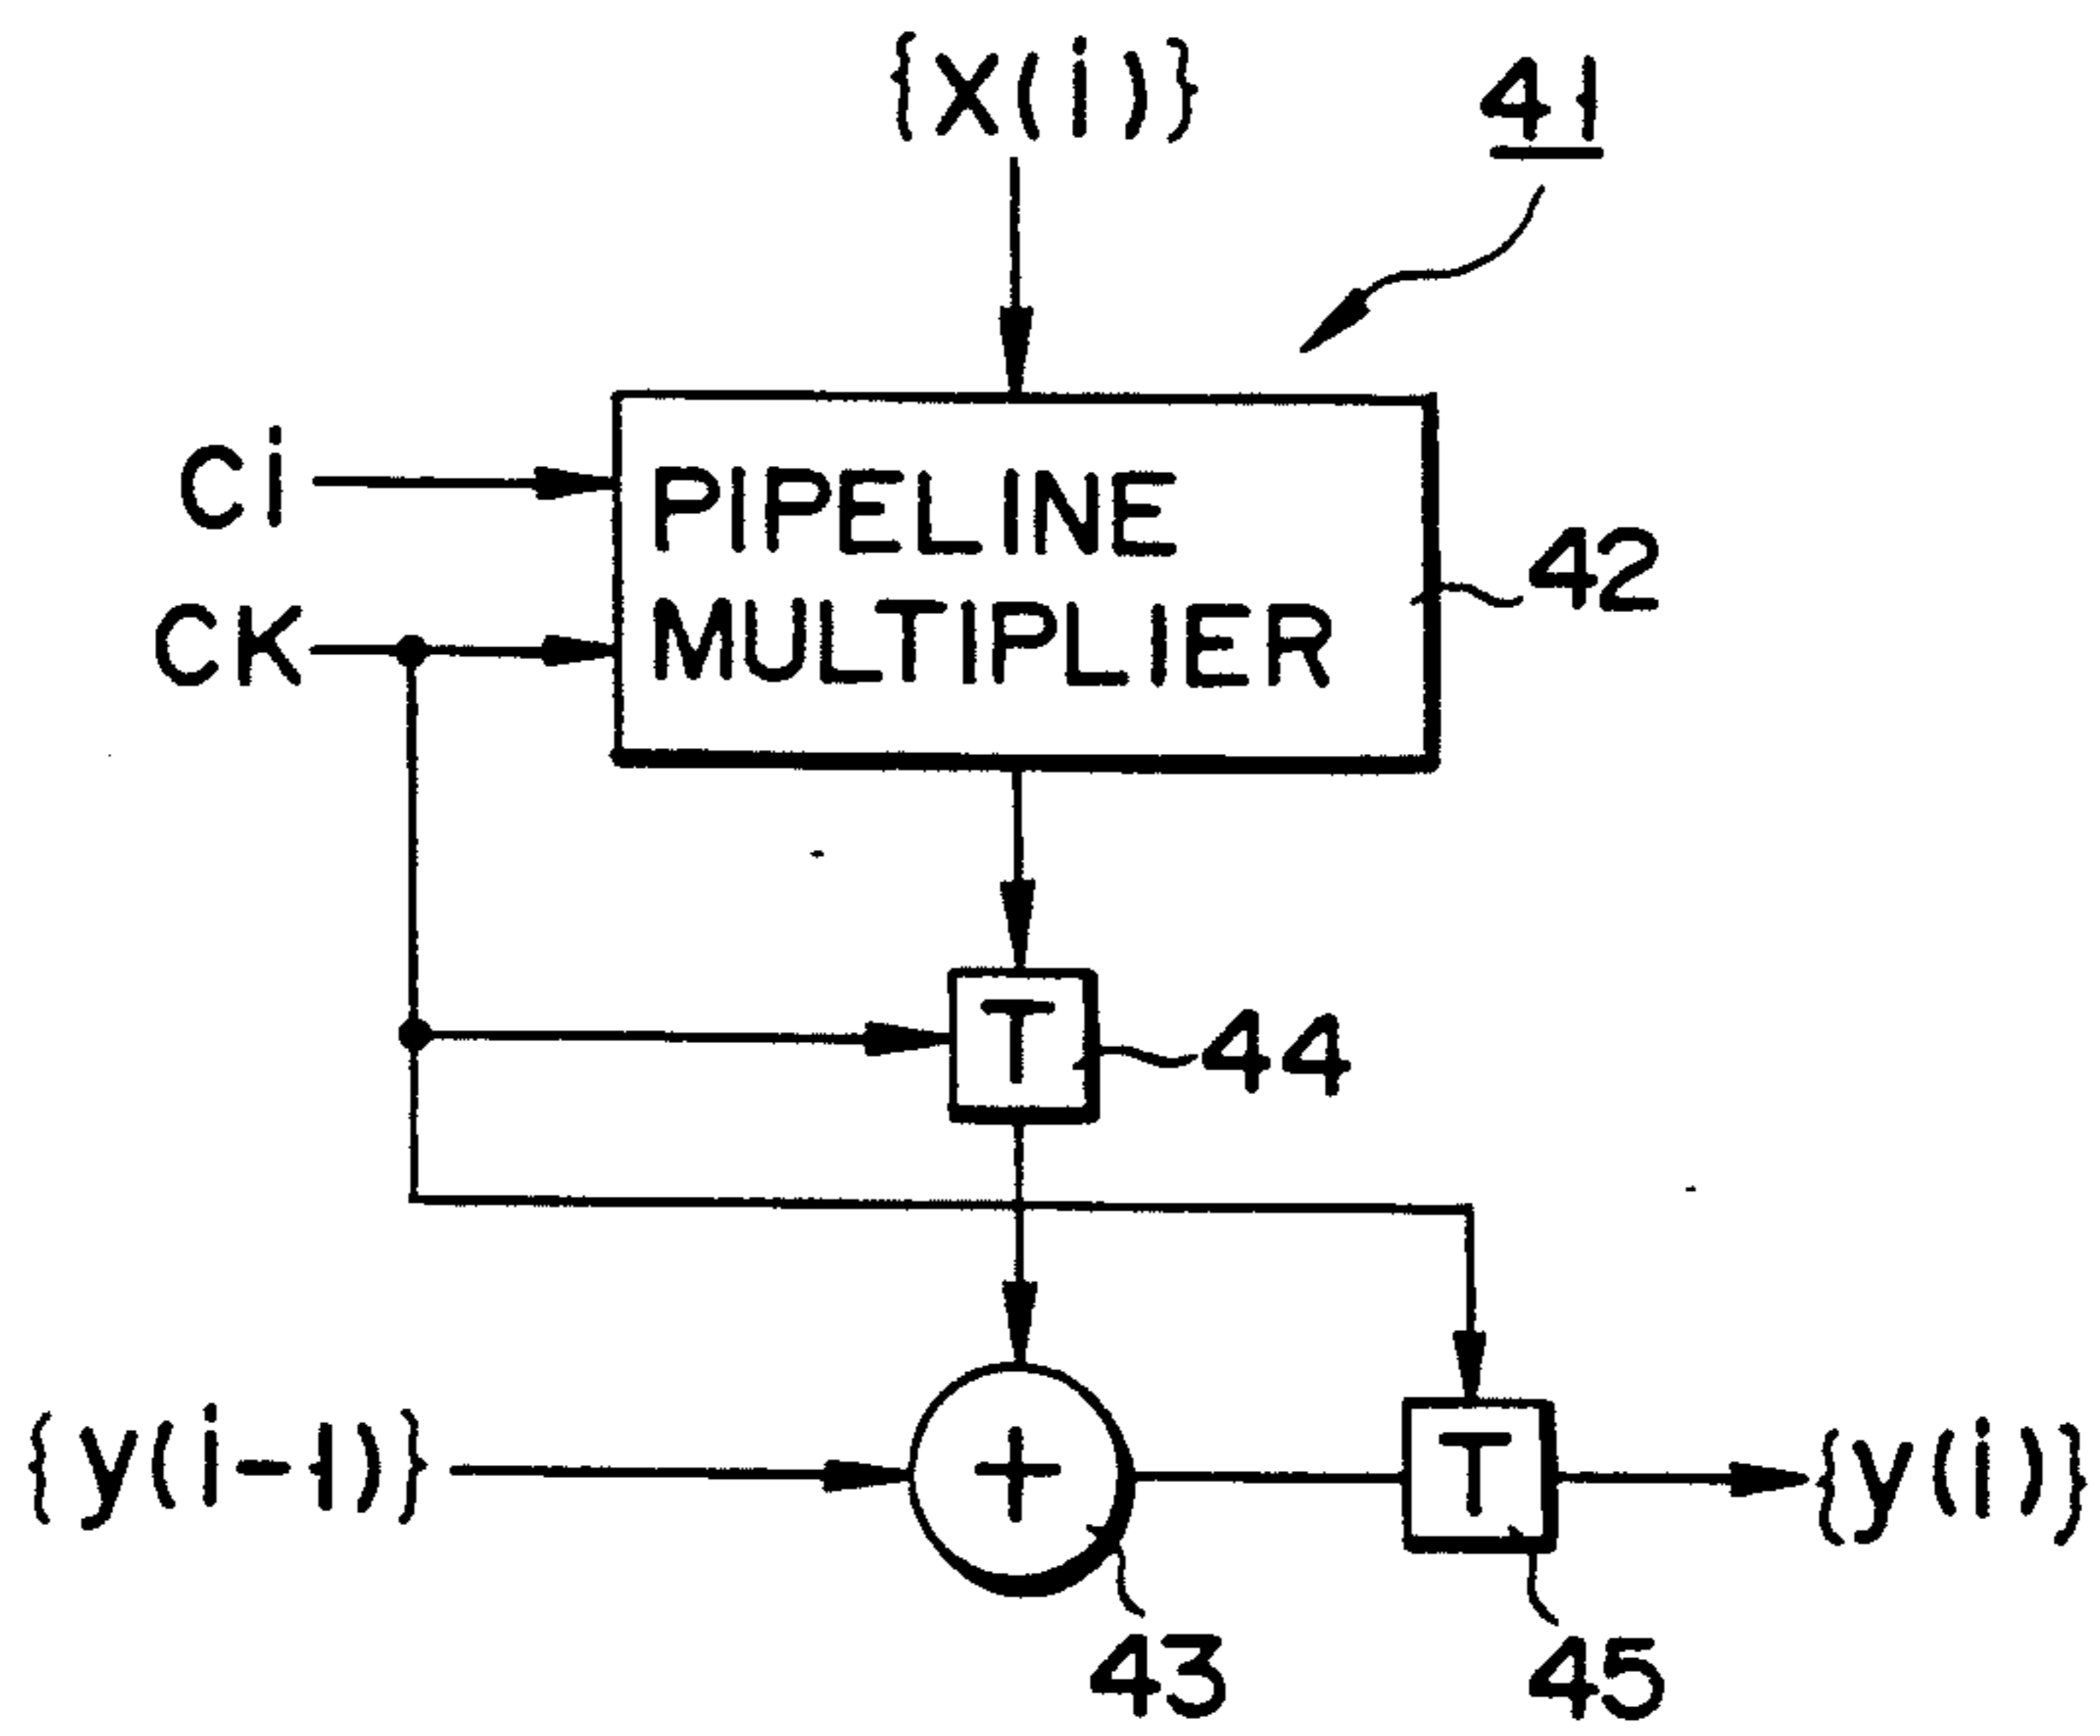 {x(i)}
41
Ci
PIPELINE
MULTIPLIER
42
CK
T
44
{y(i-1)}
+
T
{y(i)}
43
45